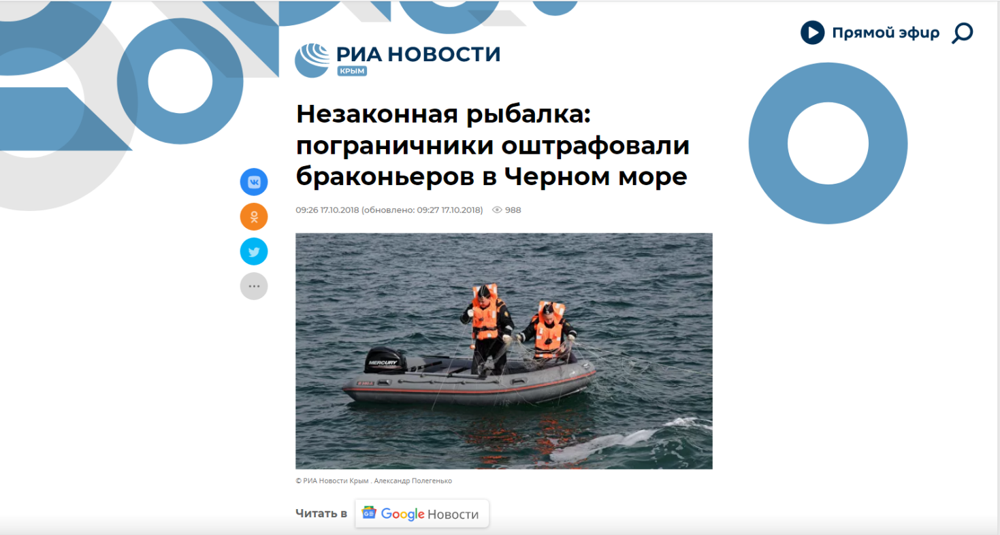 Прямой эфир
РИА НОВОСТИ
КРЫМ
Незаконная рыбалка:
пограничники оштрафовали
браконьеров в Черном море
09:26 17.10.2018 (обновлено: 09:27 17.10.2018) 988
MERCURY
© РИА Новости Крым . Александр Полегенько
Читать в Google Новости